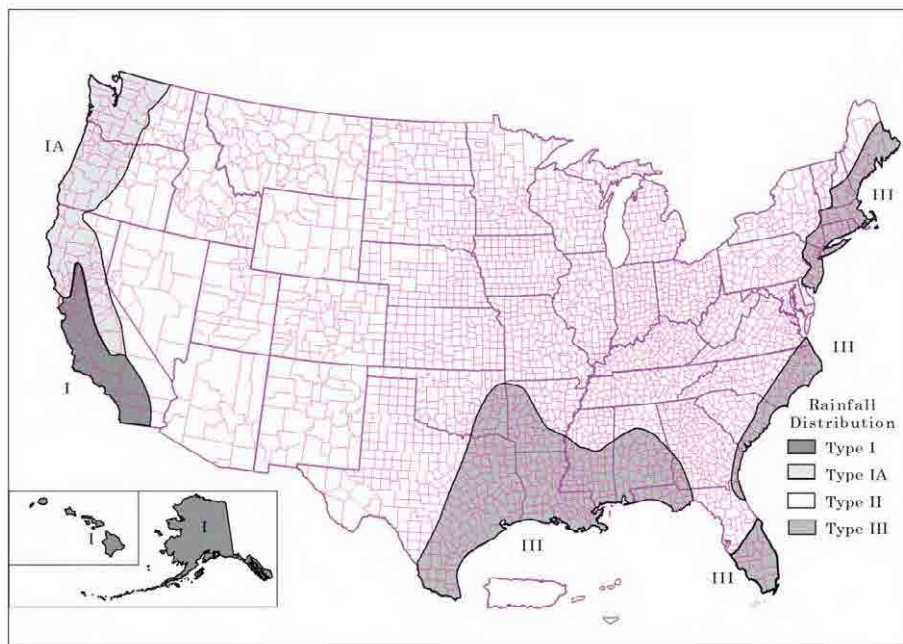 IA
III
III
I
Rainfall
Distribution
Type I
Type IA
Type II
Type III
I
I
III
III